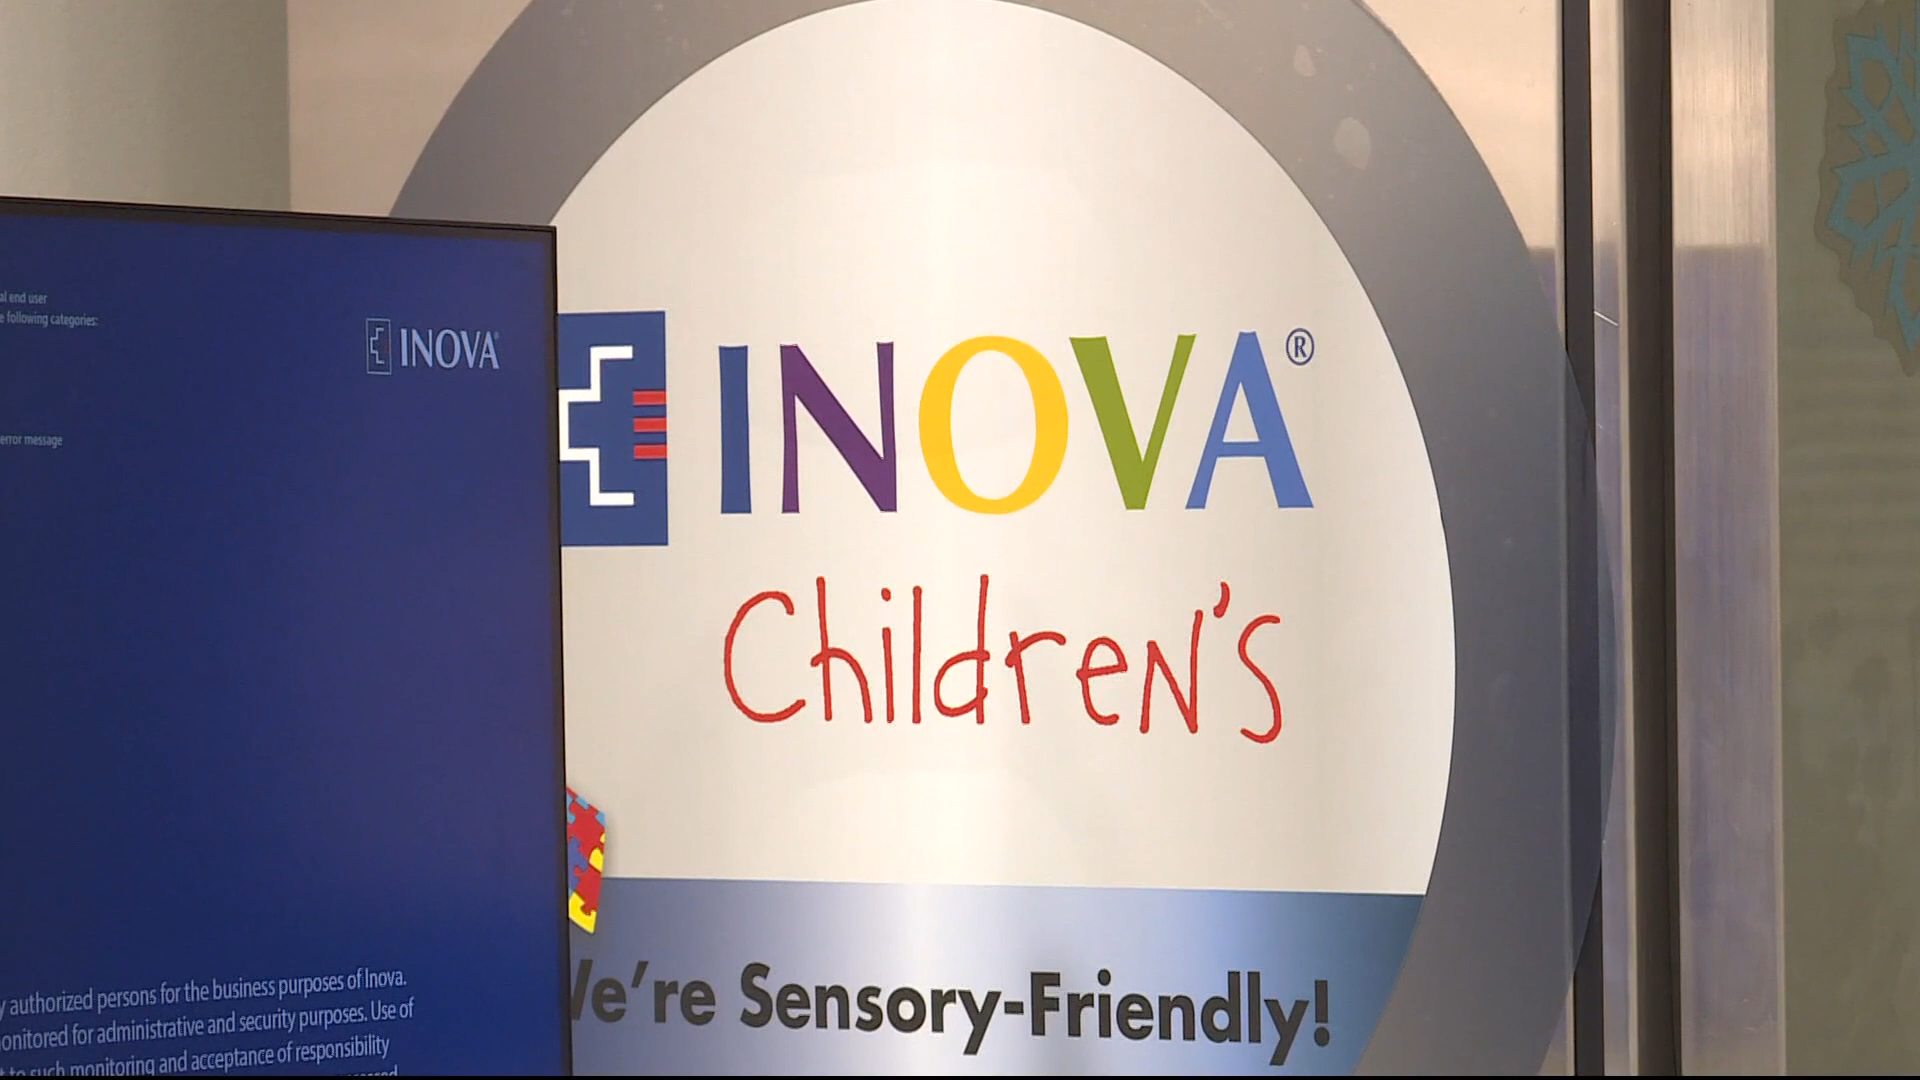 al end user
e following categories:
INOVA
error message
y authorized persons for the business purposes of Inova.
onitored for administrative and security purposes. Use of
t to such monitoring and acceptance of responsibility
INOVA®
Children's
We're Sensory-Friendly!